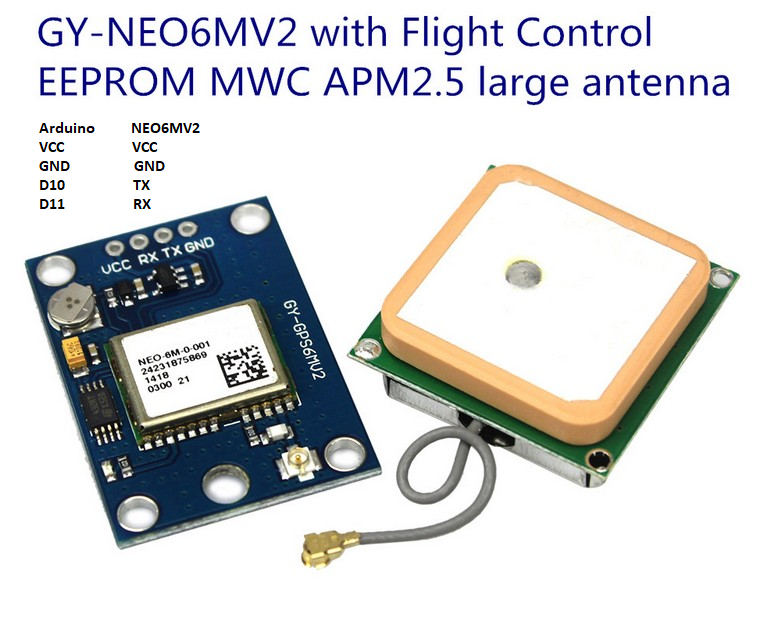 GY-NEO6MV2 with Flight Control
EEPROM MWC APM2.5 large antenna
Arduino NEO6MV2
VCC VCC
GND GND
D10 TX
D11 RX
VCC RX TX GND
GY-GPS6MV2
NEO-6M-0-001
24231875869
1418
0300 21